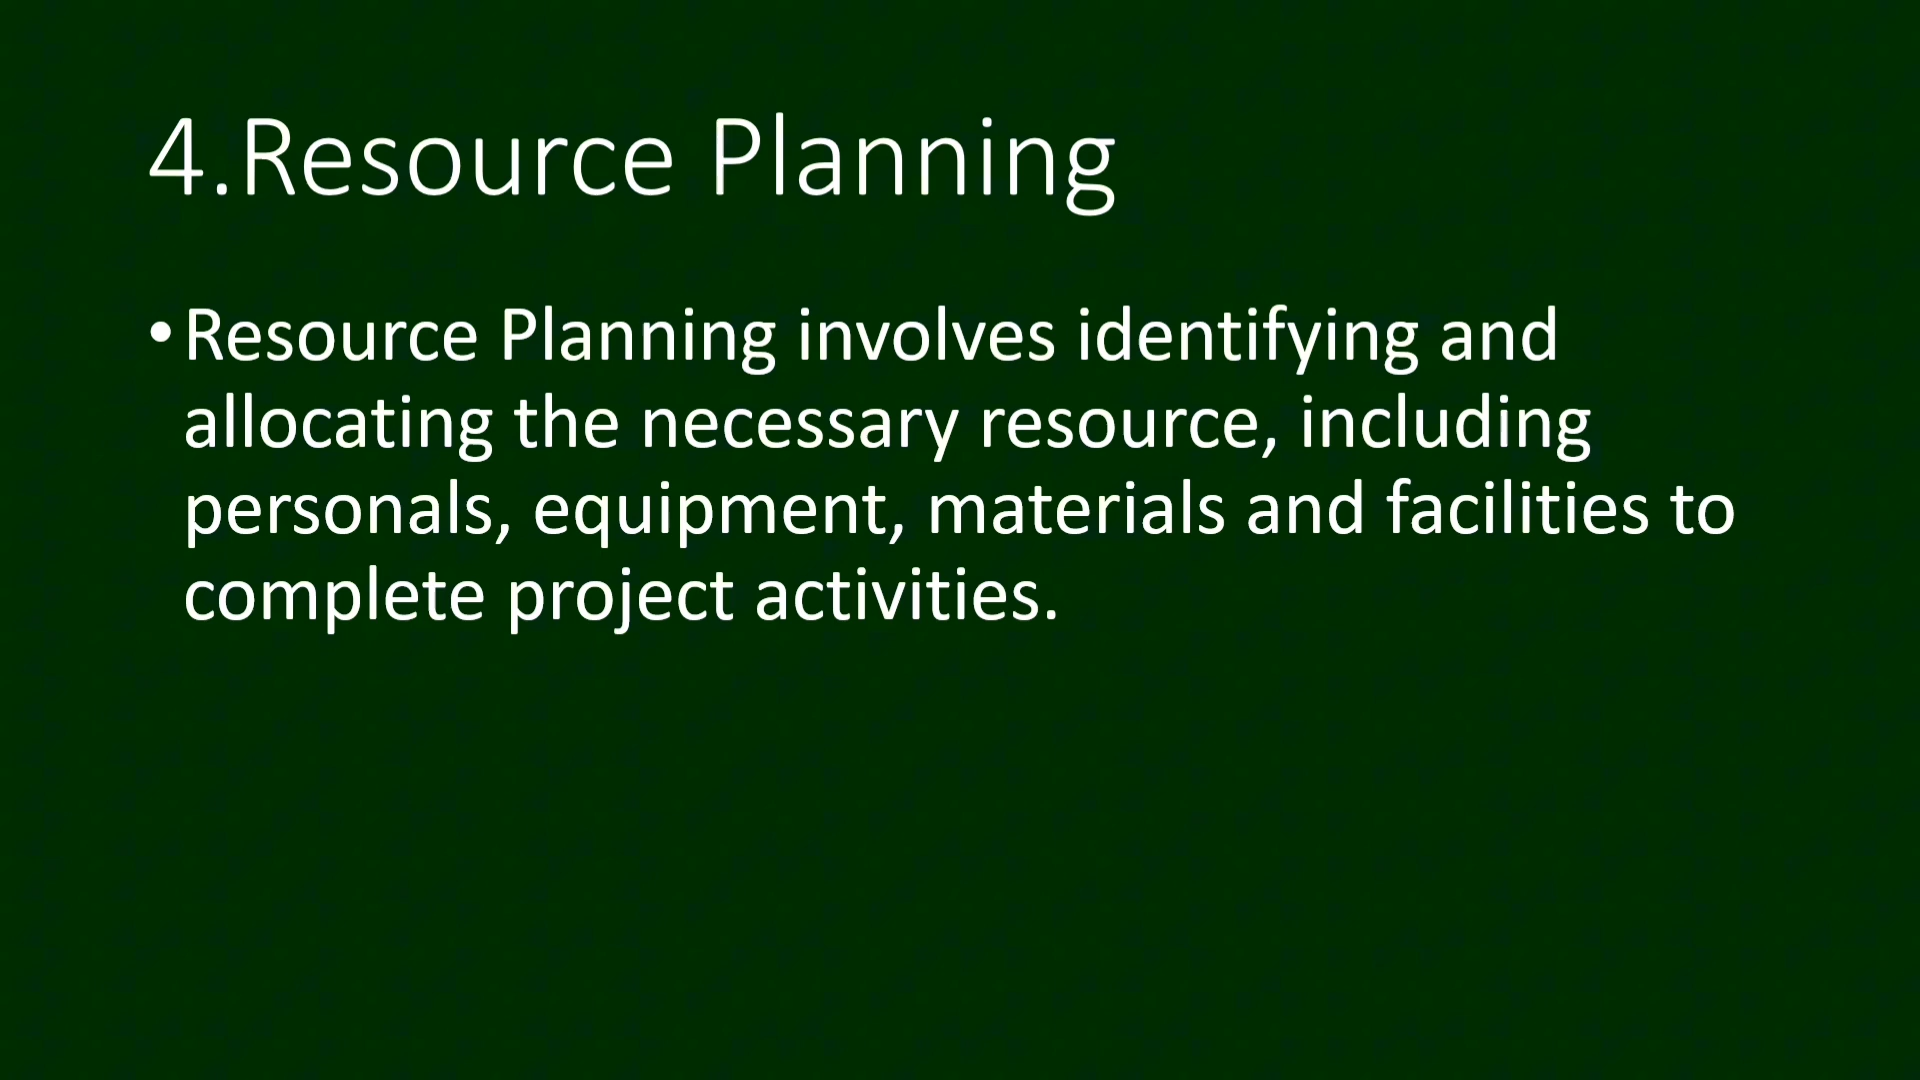 4.Resource Planning
•Resource Planning involves identifying and
allocating the necessary resource, including
personals, equipment, materials and facilities to
complete project activities.